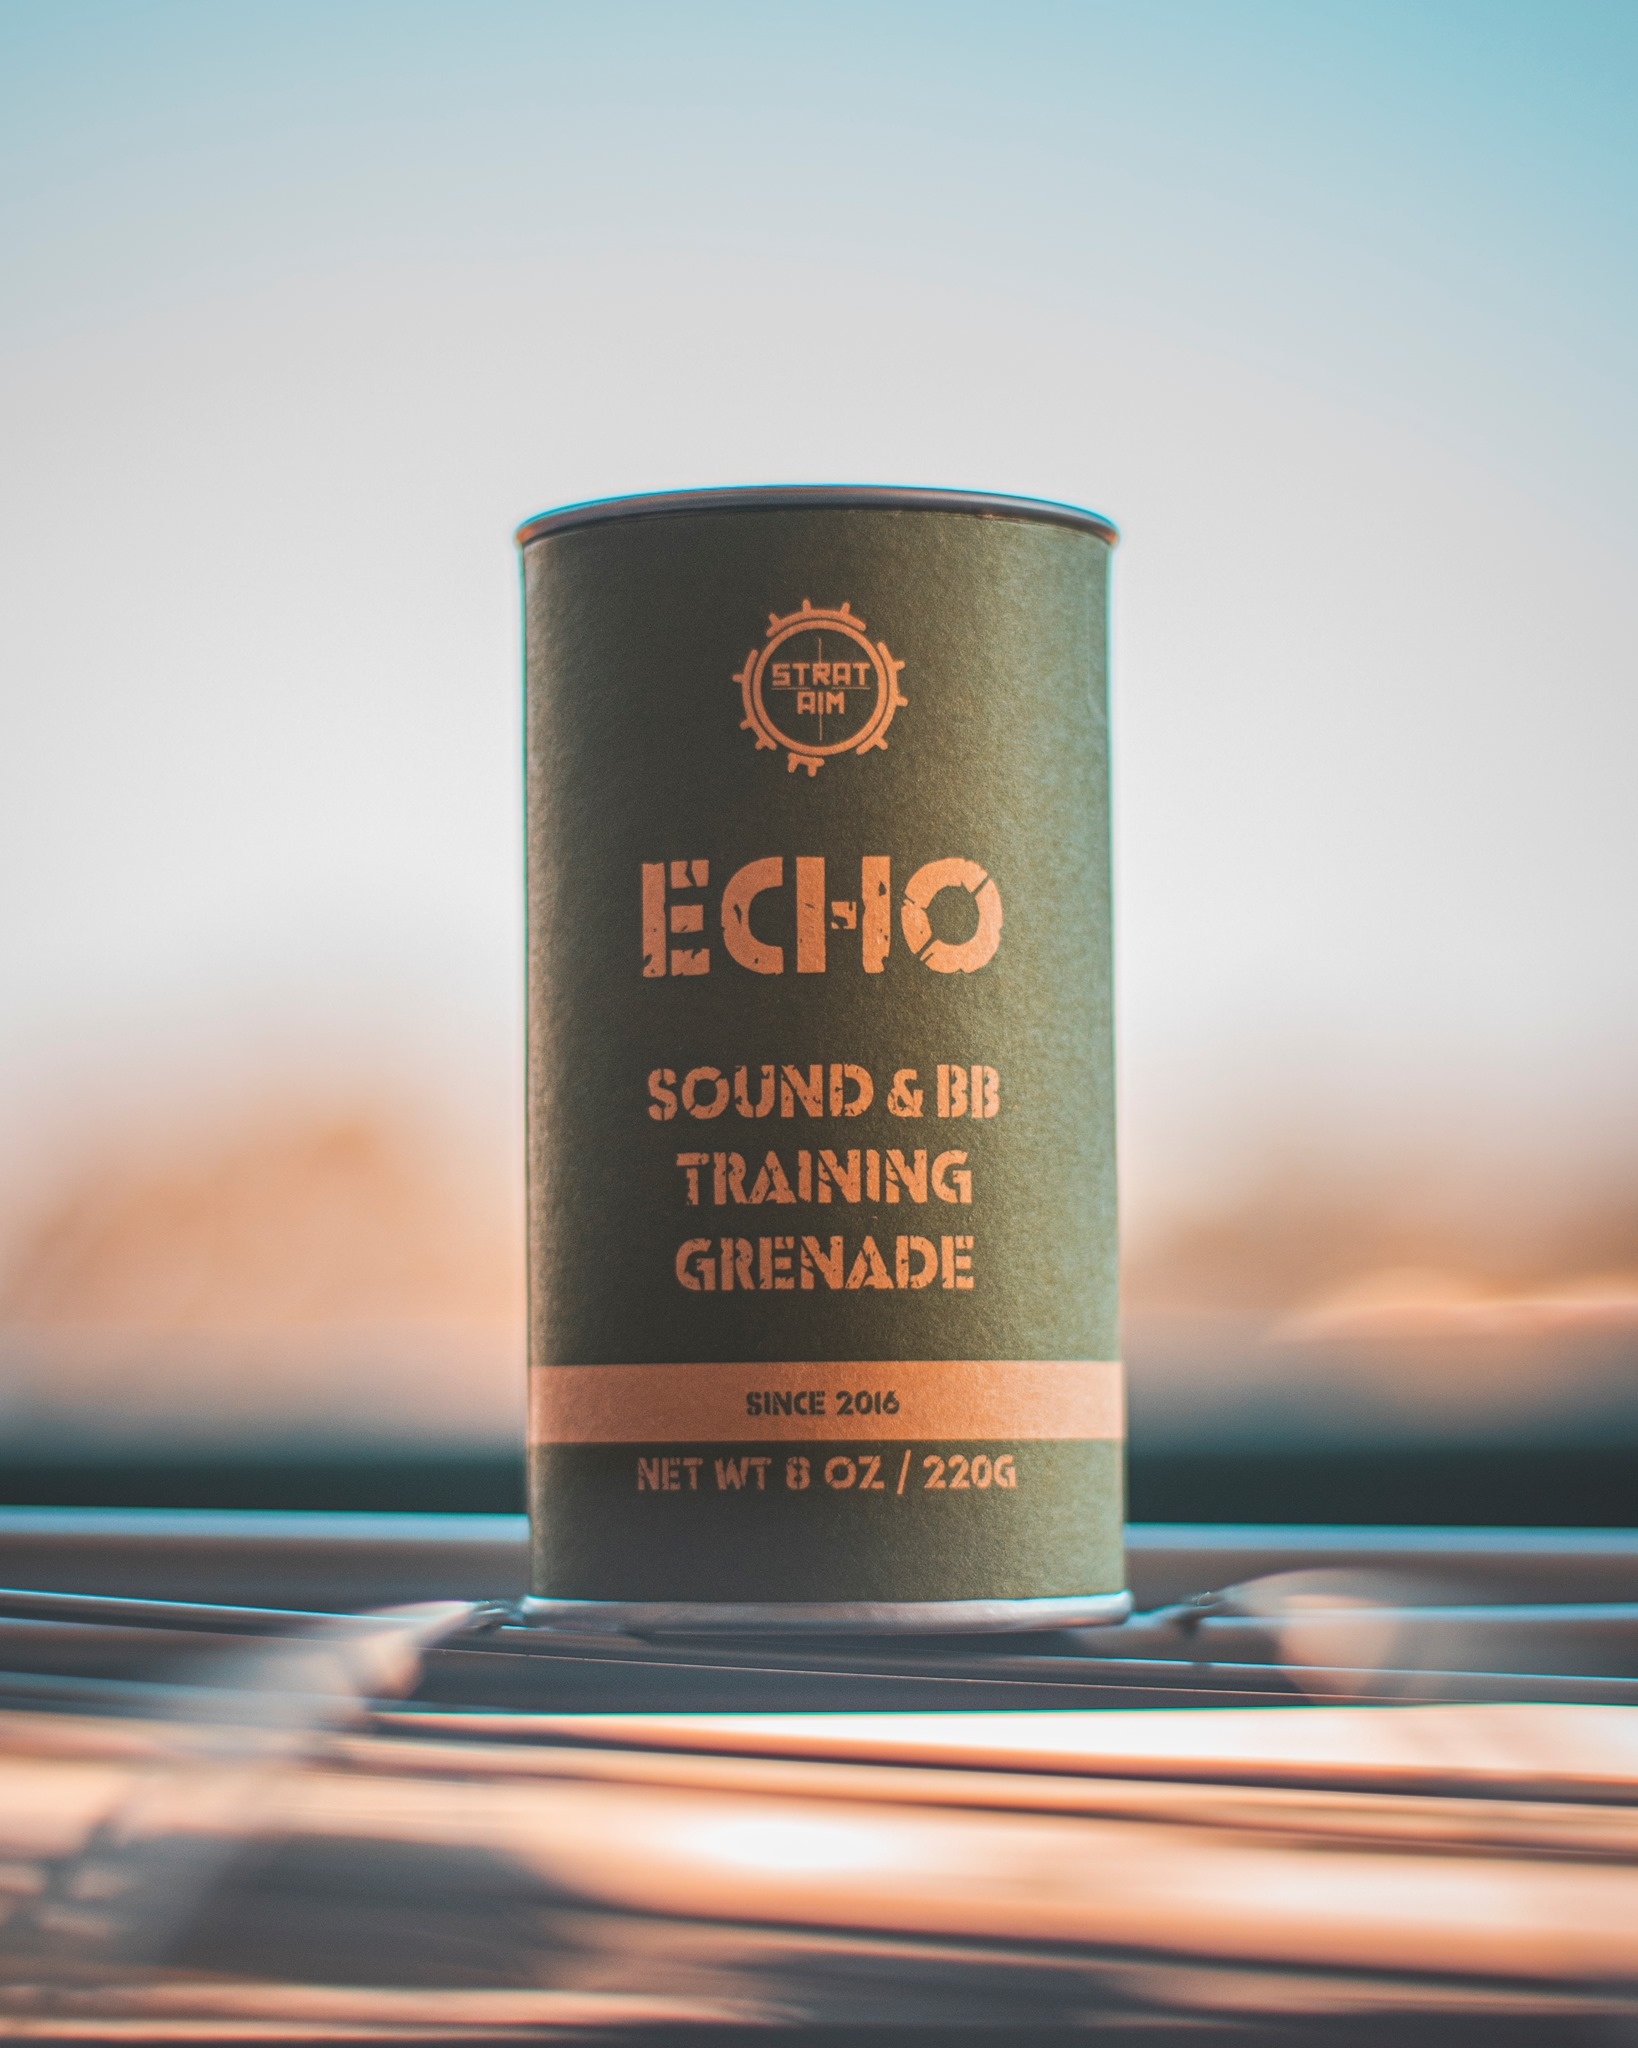 STRAT
AIM
ECHO
SOUND & BB
TRAINING
GRENADE
SINCE 2016
NET WT 8 OZ / 220G